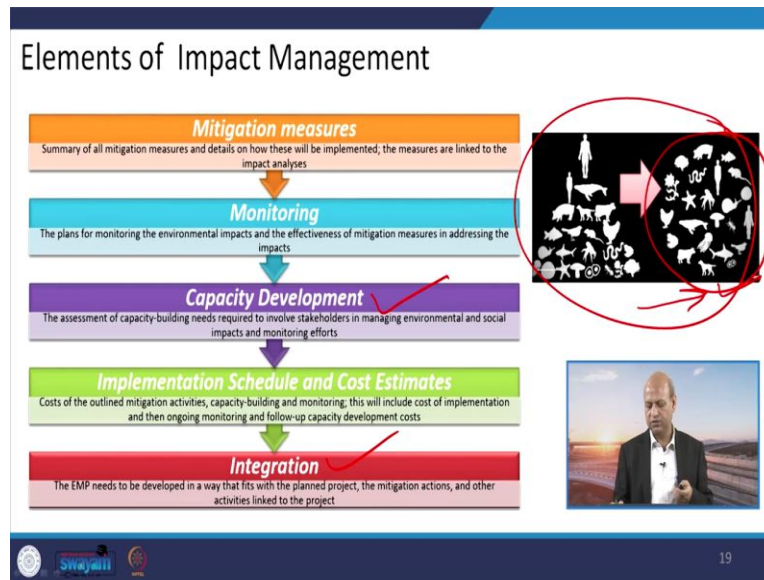 Elements of Impact Management
Mitigation measures
Summary of all mitigation measures and details on how these will be implemented; the measures are linked to the
impact analyses
Monitoring
The plans for monitoring the environmental impacts and the effectiveness of mitigation measures in addressing the
impacts
Capacity Development
The assessment of capacity-building needs required to involve stakeholders in managing environmental and social
impacts and monitoring efforts
Implementation Schedule and Cost Estimates
Costs of the outlined mitigation activities, capacity-building and monitoring; this will include cost of implementation
and then ongoing monitoring and follow-up capacity development costs
Integration
The EMP needs to be developed in a way that fits with the planned project, the mitigation actions, and other
activities linked to the project
swayam
19